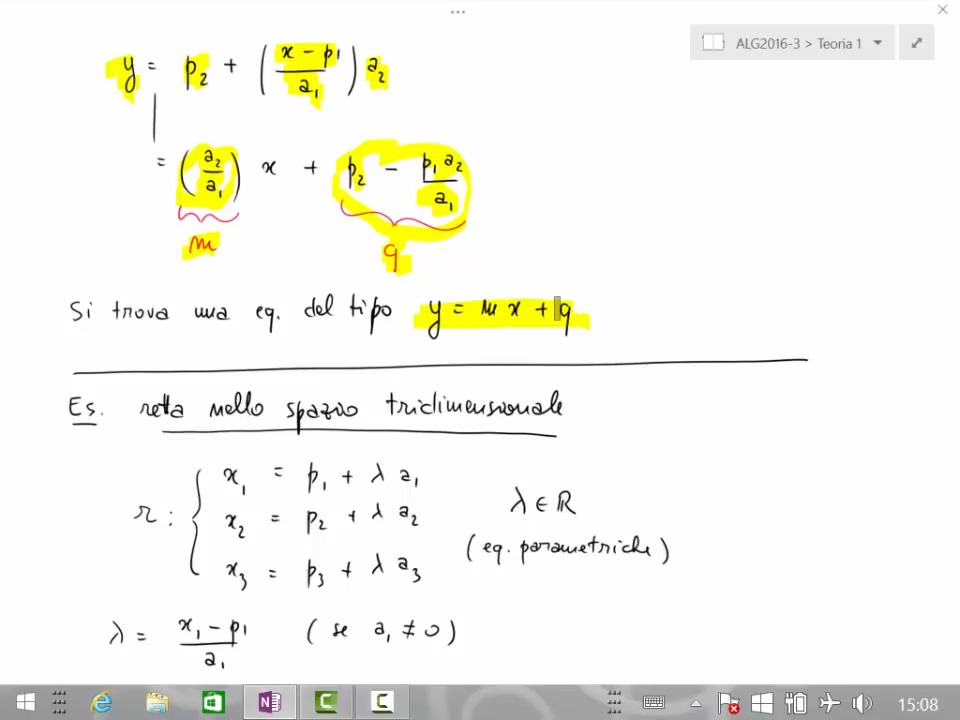 ALG2016-3 > Teoria 1
y = p₂ + ((x - p₁)/a₁) a₂
= (a₂/a₁) x + p₂ - p₁a₂/a₁
m q
Si trova una eq. del tipo y = mx + q
Es. retta nello spazio tridimensionale
r: { x₁ = p₁ + λ a₁
x₂ = p₂ + λ a₂ λ ∈ ℝ
x₃ = p₃ + λ a₃ (eq. parametriche)
λ = (x₁ - p₁)/a₁ (se a₁ ≠ 0)
15:08